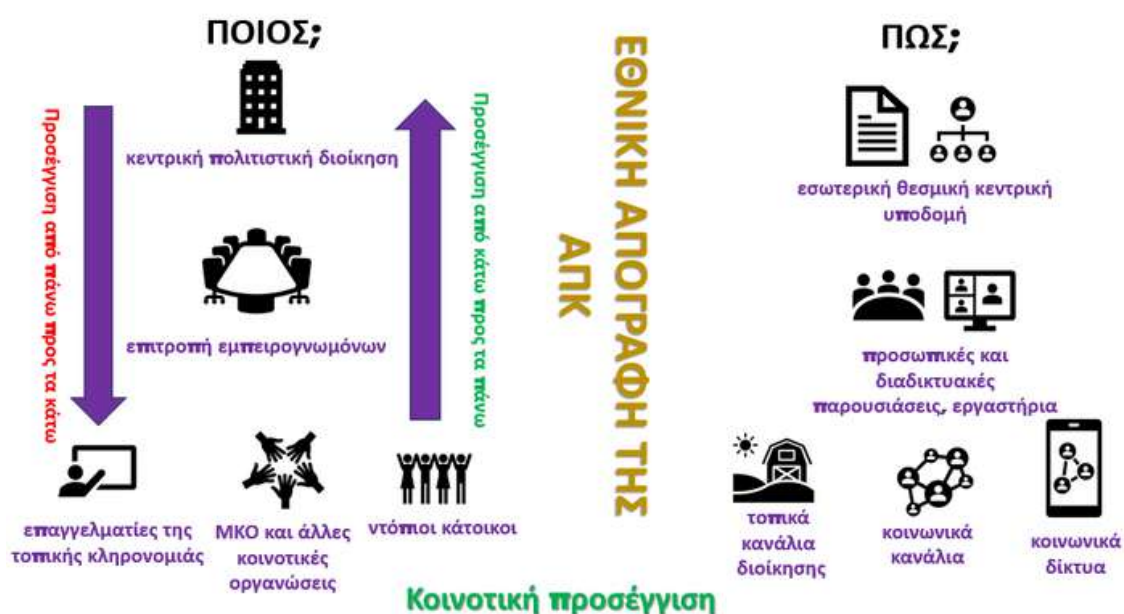 ΠΟΙΟΣ;
Προσέγγιση από πάνω προς τα κάτω
κεντρική πολιτιστική διοίκηση
επιτροπή εμπειρογνωμόνων
Προσέγγιση από κάτω προς τα πάνω
επαγγελματίες της
τοπικής κληρονομιάς
ΜΚΟ και άλλες
κοινοτικές
οργανώσεις
ντόπιοι κάτοικοι
ΕΘΝΙΚΗ ΑΠΟΓΡΑΦΗ ΤΗΣ
ΑΠΚ
ΠΩΣ;
εσωτερική θεσμική κεντρική
υποδομή
προσωπικές και
διαδικτυακές
παρουσιάσεις, εργαστήρια
τοπικά
κανάλια
διοίκησης
κοινωνικά
κανάλια
κοινωνικά
δίκτυα
Κοινοτική προσέγγιση